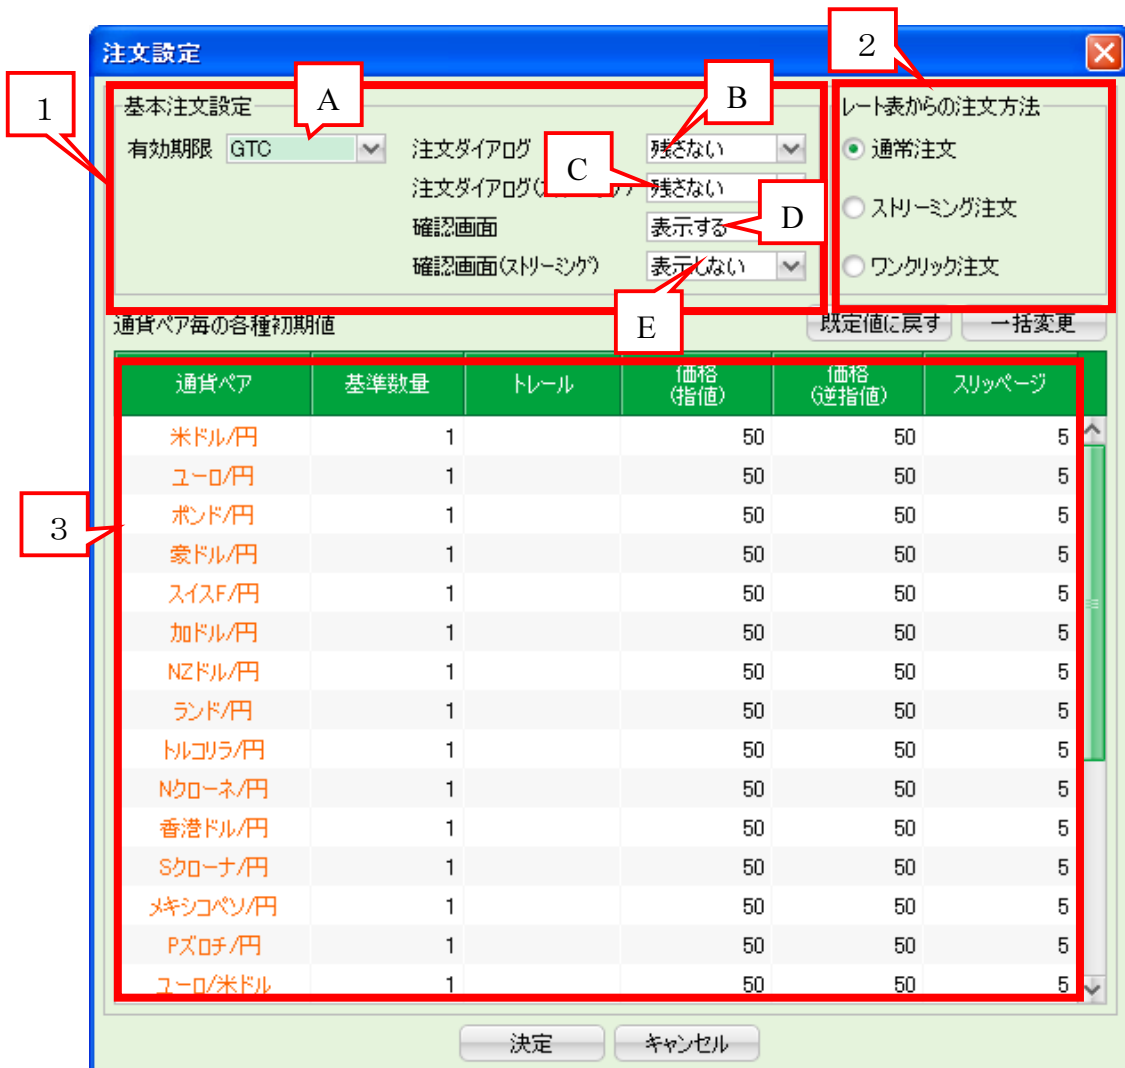 2
注文設定
1
A
B
基本注文設定
レート表からの注文方法
有効期限 GTC
注文ダイアログ 残さない
通常注文
C
注文ダイアログ( 残さない
D
ストリーミング注文
確認画面 表示する
確認画面(ストリーミング) 表示しない
ワンクリック注文
E
通貨ペア毎の各種初期値
既定値に戻す 一括変更
通貨ペア 基準数量 トレール 価格(指値) 価格(逆指値) スリッページ
米ドル/円 1 50 50 5
ユーロ/円 1 50 50 5
3
ポンド/円 1 50 50 5
豪ドル/円 1 50 50 5
スイスF/円 1 50 50 5
加ドル/円 1 50 50 5
NZドル/円 1 50 50 5
ランド/円 1 50 50 5
トルコリラ/円 1 50 50 5
Nクローネ/円 1 50 50 5
香港ドル/円 1 50 50 5
Sクローナ/円 1 50 50 5
メキシコペソ/円 1 50 50 5
Pズロチ/円 1 50 50 5
ユーロ/米ドル 1 50 50 5
決定 キャンセル